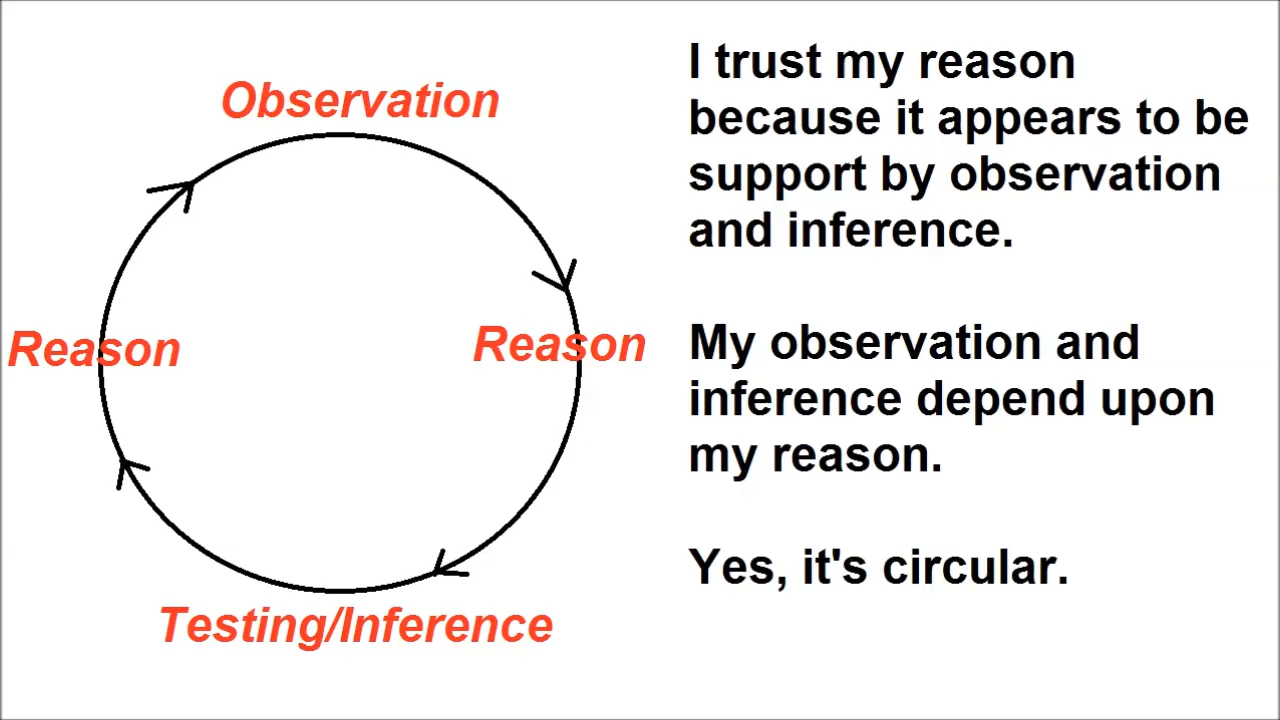 Observation
Reason
Reason
Testing/Inference
I trust my reason
because it appears to be
support by observation
and inference.
My observation and
inference depend upon
my reason.
Yes, it's circular.